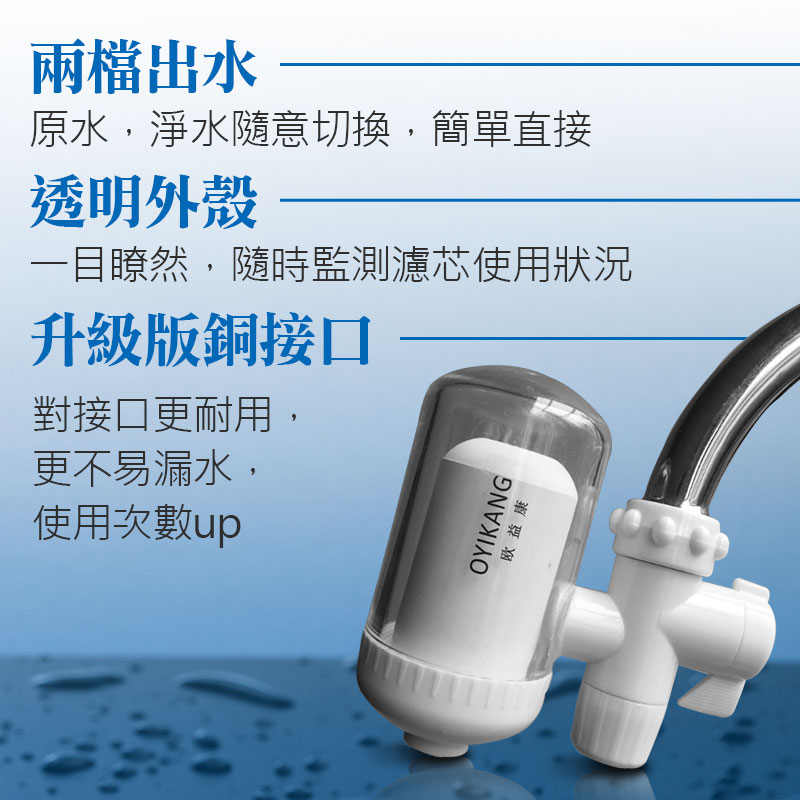 兩檔出水
原水，淨水隨意切換，簡單直接
透明外殼
一目瞭然，隨時監測濾芯使用狀況
升級版銅接口
對接口更耐用，
更不易漏水，
使用次數up
OYIKANG
欧益康